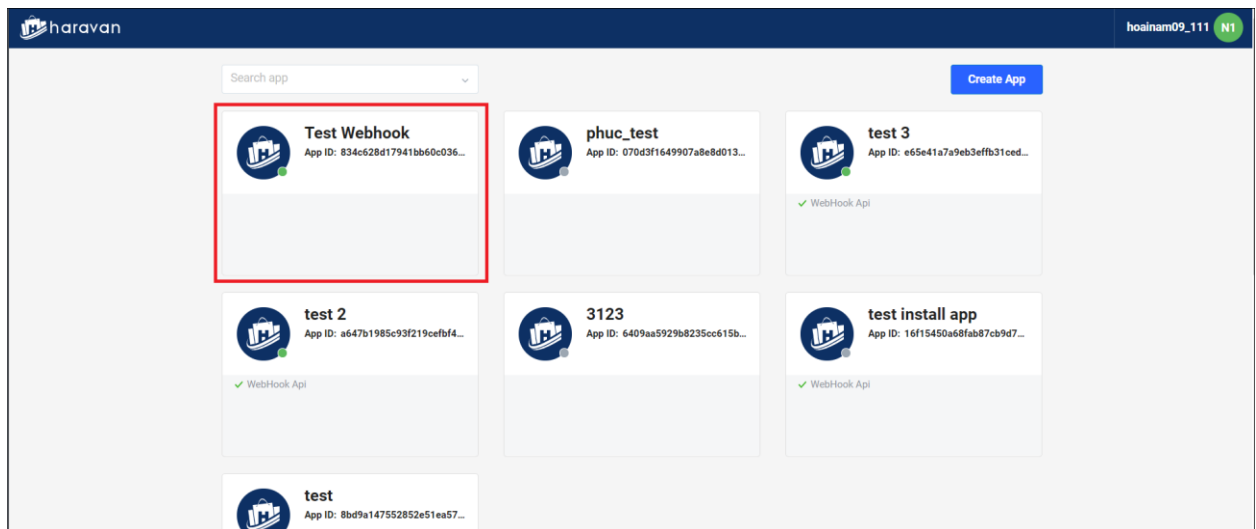 haravan
hoainam09_111 N1
Search app
Create App
Test Webhook
App ID: 834c628d17941bb60c036...
phuc_test
App ID: 070d3f1649907a8e8d013...
test 3
App ID: e65e41a7a9eb3effb31ced...
WebHook Api
test 2
App ID: a647b1985c93f219cefbf4...
WebHook Api
3123
App ID: 6409aa5929b8235cc615b...
test install app
App ID: 16f15450a68fab87cb9d7...
WebHook Api
test
App ID: 8bd9a147552852e51ea57...